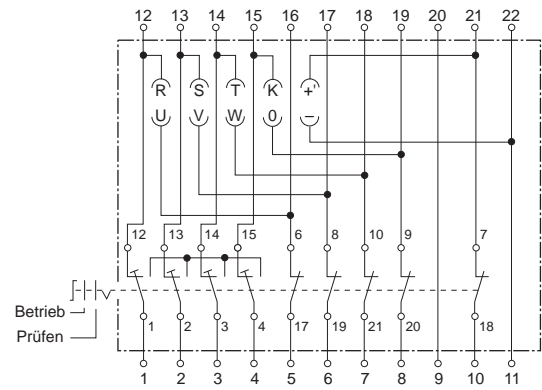 12 13 14 15 16 17 18 19 20 21 22
R S T K +
U V W 0 –
12 13 14 15 6 8 10 9 7
Betrieb
Prüfen
1 2 3 4 17 19 21 20 18
1 2 3 4 5 6 7 8 9 10 11